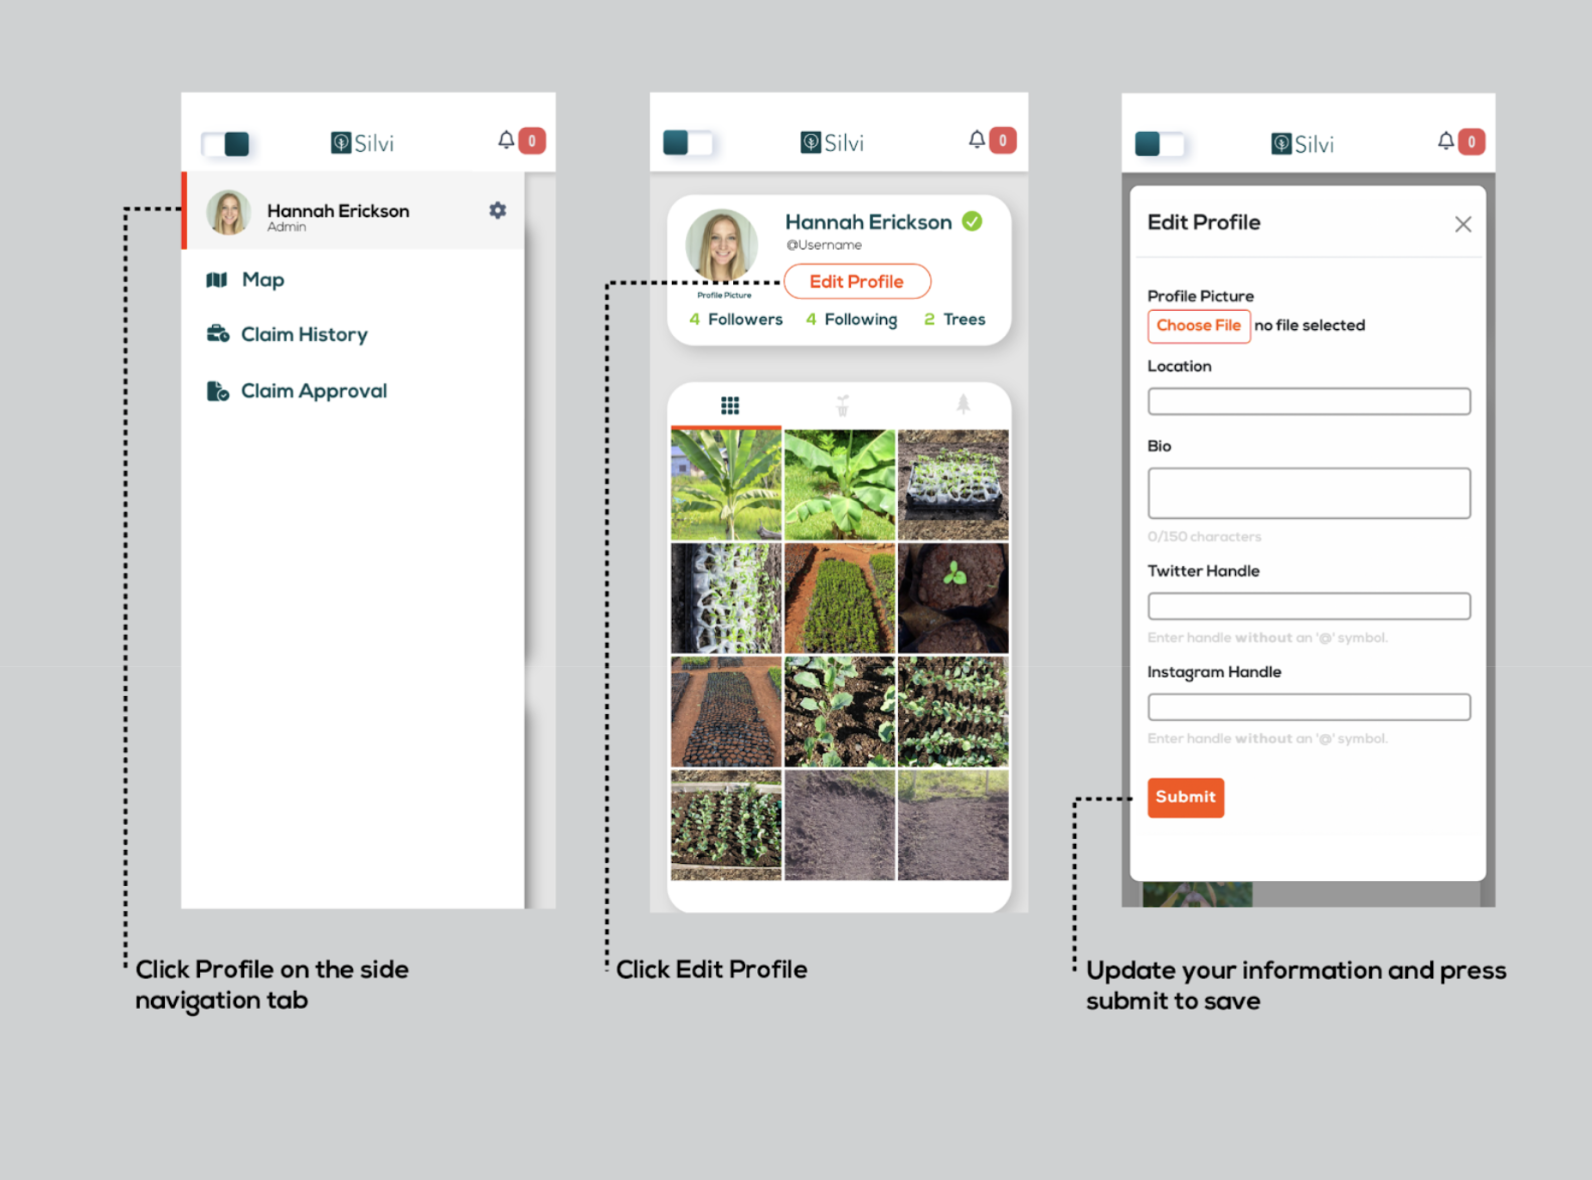 Silvi
0
Hannah Erickson
Admin
Map
Claim History
Claim Approval
Click Profile on the side
navigation tab
Silvi
0
Hannah Erickson
@Username
Edit Profile
Profile Picture
4 Followers 4 Following 2 Trees
Click Edit Profile
Silvi
0
Edit Profile
Profile Picture
Choose File no file selected
Location
Bio
0/150 characters
Twitter Handle
Enter handle without an '@' symbol.
Instagram Handle
Enter handle without an '@' symbol.
Submit
Update your information and press
submit to save